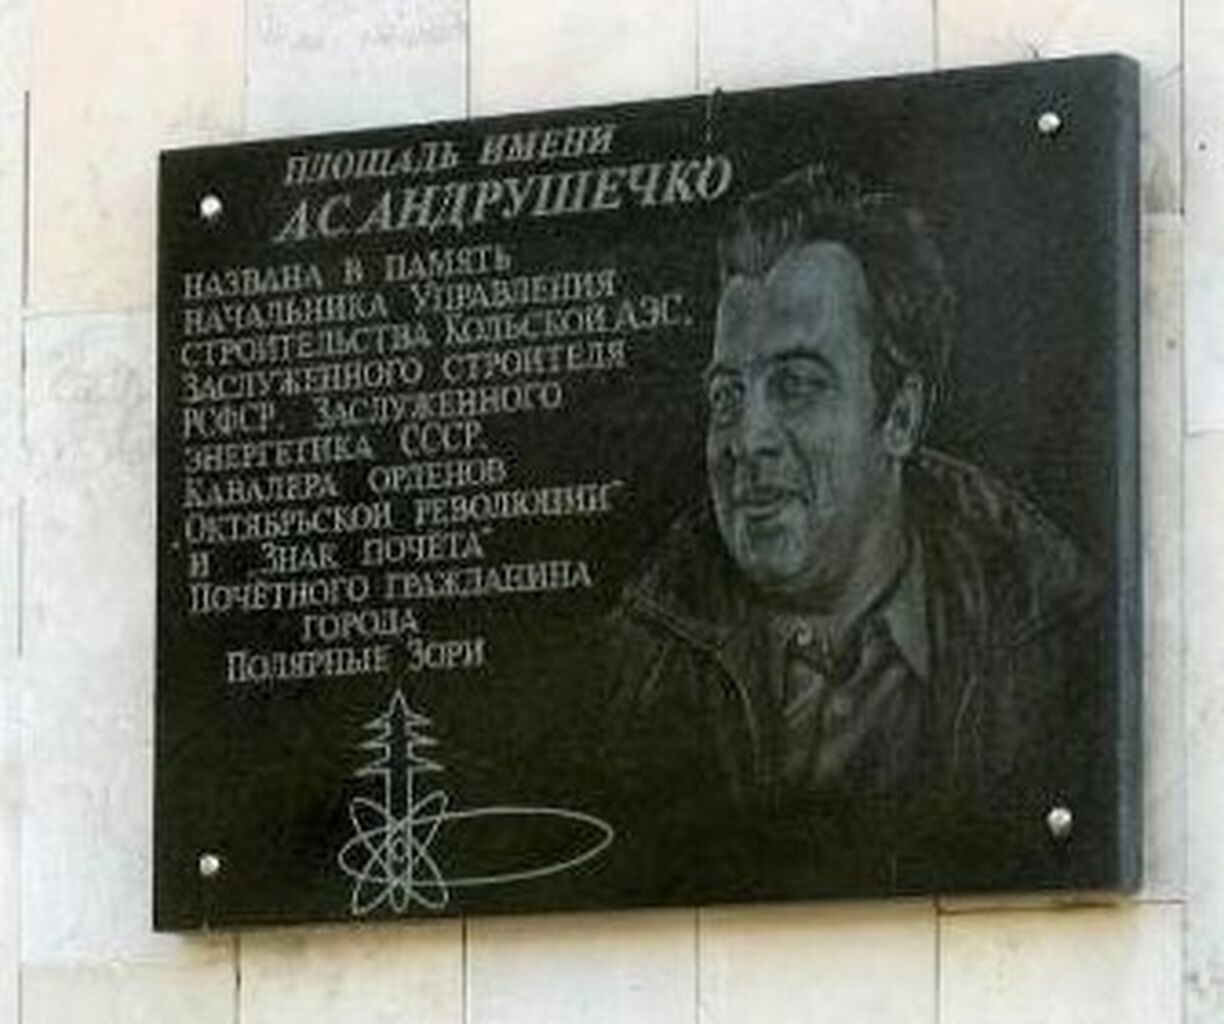 ПЛОЩАДЬ ИМЕНИ
А.С. АНДРУШЕЧКО
НАЗВАНА В ПАМЯТЬ
НАЧАЛЬНИКА УПРАВЛЕНИЯ
СТРОИТЕЛЬСТВА КОЛЬСКОЙ АЭС,
ЗАСЛУЖЕННОГО СТРОИТЕЛЯ
РСФСР, ЗАСЛУЖЕННОГО
ЭНЕРГЕТИКА СССР,
КАВАЛЕРА ОРДЕНОВ
"ОКТЯБРЬСКОЙ РЕВОЛЮЦИИ"
И "ЗНАК ПОЧЁТА"
ПОЧЁТНОГО ГРАЖДАНИНА
ГОРОДА
ПОЛЯРНЫЕ ЗОРИ